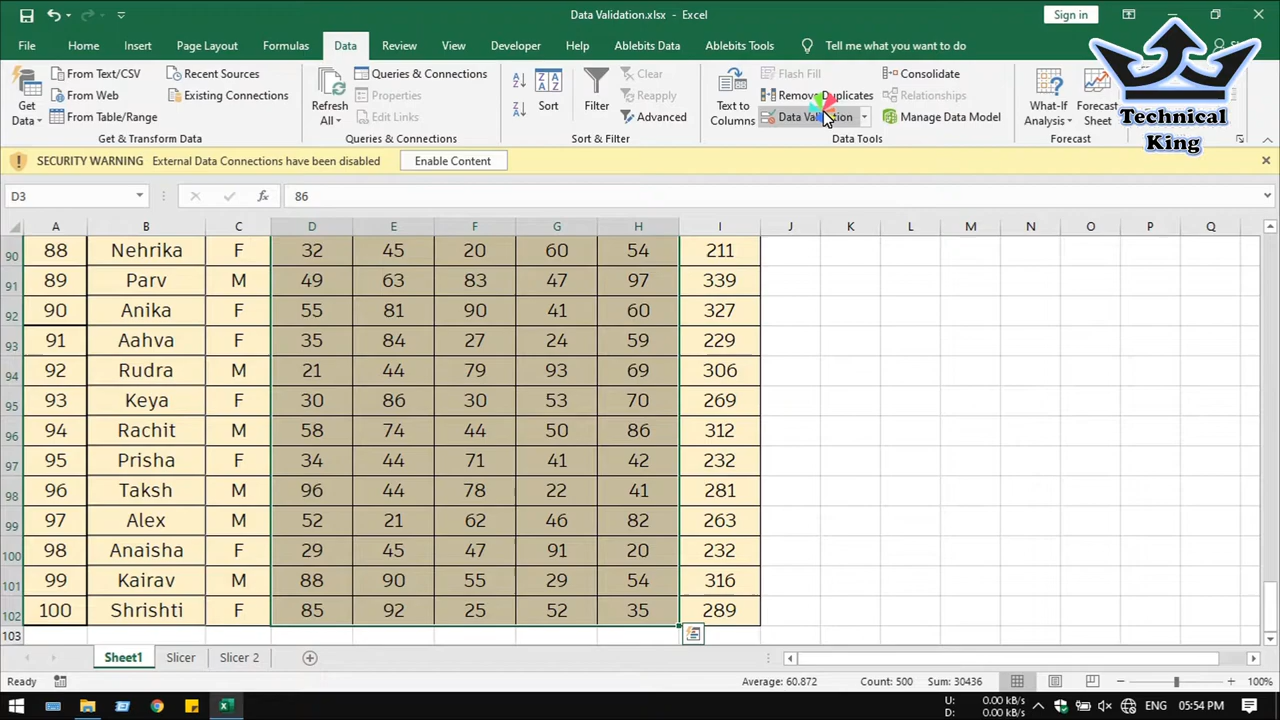 Data Validation.xlsx - Excel
Sign in
File Home Insert Page Layout Formulas Data Review View Developer Help Ablebits Data Ablebits Tools Tell me what you want to do
Get Data
From Text/CSV
From Web
From Table/Range
Recent Sources
Existing Connections
Get & Transform Data
Refresh All
Queries & Connections
Properties
Edit Links
Queries & Connections
Sort
Filter
Clear
Reapply
Advanced
Sort & Filter
Text to Columns
Flash Fill
Remove Duplicates
Data Validation
Consolidate
Relationships
Manage Data Model
Data Tools
What-If Analysis
Forecast Sheet
Forecast
Technical
King
SECURITY WARNING External Data Connections have been disabled Enable Content
D3 fx 86
A B C D E F G H I J K L M N O P Q
90 88 Nehrika F 32 45 20 60 54 211
91 89 Parv M 49 63 83 47 97 339
92 90 Anika F 55 81 90 41 60 327
93 91 Aahva F 35 84 27 24 59 229
94 92 Rudra M 21 44 79 93 69 306
95 93 Keya F 30 86 30 53 70 269
96 94 Rachit M 58 74 44 50 86 312
97 95 Prisha F 34 44 71 41 42 232
98 96 Taksh M 96 44 78 22 41 281
99 97 Alex M 52 21 62 46 82 263
100 98 Anaisha F 29 45 47 91 20 232
101 99 Kairav M 88 90 55 29 54 316
102 100 Shrishti F 85 92 25 52 35 289
103
Sheet1 Slicer Slicer 2
Ready Average: 60.872 Count: 500 Sum: 30436 100%
U: 0.00 kB/s
D: 0.00 kB/s
ENG 05:54 PM